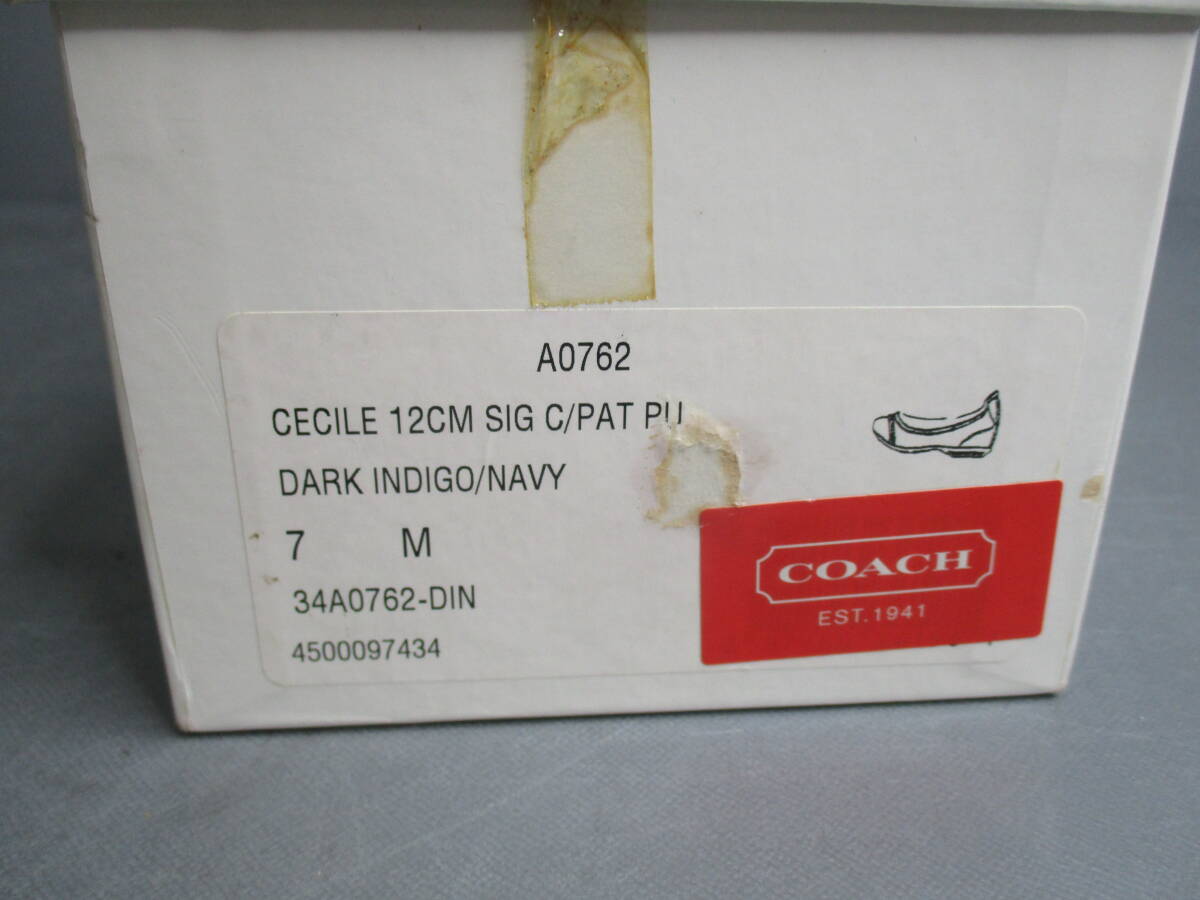 A0762
CECILE 12CM SIG C/PAT PU
DARK INDIGO/NAVY
7 M
34A0762-DIN
4500097434
COACH
EST. 1941